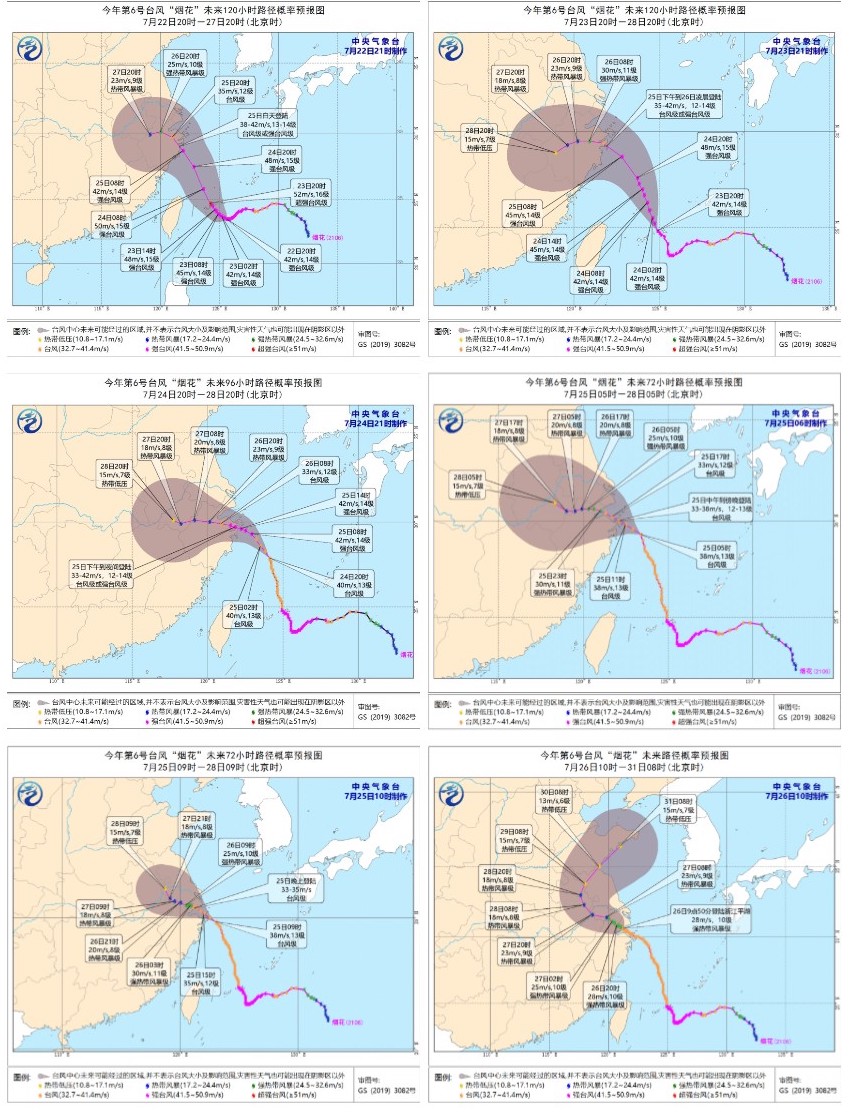 今年第6号台风“烟花”未来120小时路径概率预报图
7月22日20时—27日20时(北京时)
中央气象台
7月22日21时制作
26日20时
25m/s,10级
强热带风暴级
27日20时
23m/s,9级
热带风暴级
25日20时
35m/s,12级
台风级
25日白天登陆
38-42m/s,13-14级
台风级或强台风级
24日20时
48m/s,15级
强台风级
25日08时
42m/s,14级
强台风级
23日20时
52m/s,16级
超强台风级
24日08时
50m/s,15级
强台风级
烟花(2106)
23日14时
48m/s,15级
强台风级
23日08时
45m/s,14级
强台风级
23日02时
42m/s,14级
强台风级
22日20时
42m/s,14级
强台风级
图例:
台风中心未来可能经过的区域,并不表示台风大小及影响范围,灾害性天气也可能出现在阴影区以外
热带低压(10.8~17.1m/s)
热带风暴(17.2~24.4m/s)
强热带风暴(24.5~32.6m/s)
台风(32.7~41.4m/s)
强台风(41.5~50.9m/s)
超强台风(≥51m/s)
审图号:
GS (2019) 3082号
今年第6号台风“烟花”未来120小时路径概率预报图
7月23日20时—28日20时(北京时)
中央气象台
7月23日21时制作
26日20时
23m/s,9级
热带风暴级
26日08时
30m/s,11级
强热带风暴级
27日20时
18m/s,8级
热带风暴级
25日下午到26日凌晨登陆
35-42m/s, 12-14级
台风级或强台风级
28日20时
15m/s,7级
热带低压
24日20时
48m/s,15级
强台风级
25日08时
45m/s,14级
强台风级
23日20时
42m/s,14级
强台风级
24日14时
45m/s,14级
强台风级
24日08时
42m/s,14级
强台风级
24日02时
42m/s,14级
强台风级
烟花(2106)
图例:
台风中心未来可能经过的区域,并不表示台风大小及影响范围,灾害性天气也可能出现在阴影区以外
热带低压(10.8~17.1m/s)
热带风暴(17.2~24.4m/s)
强热带风暴(24.5~32.6m/s)
台风(32.7~41.4m/s)
强台风(41.5~50.9m/s)
超强台风(≥51m/s)
审图号:
GS (2019) 3082号
今年第6号台风“烟花”未来96小时路径概率预报图
7月24日20时—28日20时(北京时)
中央气象台
7月24日21时制作
27日20时
18m/s,8级
热带风暴级
27日08时
20m/s,8级
热带风暴级
26日20时
23m/s,9级
热带风暴级
28日20时
15m/s,7级
热带低压
26日08时
33m/s,12级
台风级
25日14时
42m/s,14级
强台风级
25日08时
42m/s,14级
强台风级
25日下午到夜间登陆
33-42m/s, 12-14级
台风级或强台风级
24日20时
40m/s,13级
台风级
25日02时
40m/s,13级
台风级
烟花
图例:
台风中心未来可能经过的区域,并不表示台风大小及影响范围,灾害性天气也可能出现在阴影区以外
热带低压(10.8~17.1m/s)
热带风暴(17.2~24.4m/s)
强热带风暴(24.5~32.6m/s)
台风(32.7~41.4m/s)
强台风(41.5~50.9m/s)
超强台风(≥51m/s)
审图号:
GS (2019) 3082号
今年第6号台风“烟花”未来72小时路径概率预报图
7月25日05时—28日05时(北京时)
中央气象台
7月25日06时制作
27日17时
18m/s,8级
热带风暴级
27日05时
20m/s,8级
热带风暴级
26日17时
20m/s,8级
热带风暴级
26日05时
25m/s,10级
强热带风暴级
25日17时
33m/s,12级
台风级
28日05时
15m/s,7级
热带低压
25日中午到傍晚登陆
33-38m/s, 12-13级
台风级
25日05时
38m/s,13级
台风级
25日23时
30m/s,11级
强热带风暴级
25日11时
38m/s,13级
台风级
烟花(2106)
图例:
台风中心未来可能经过的区域,并不表示台风大小及影响范围,灾害性天气也可能出现在阴影区以外
热带低压(10.8~17.1m/s)
热带风暴(17.2~24.4m/s)
强热带风暴(24.5~32.6m/s)
台风(32.7~41.4m/s)
强台风(41.5~50.9m/s)
超强台风(≥51m/s)
审图号:
GS (2019) 3082号
今年第6号台风“烟花”未来72小时路径概率预报图
7月25日09时—28日09时(北京时)
中央气象台
7月25日10时制作
28日09时
15m/s,7级
热带低压
27日21时
18m/s,8级
热带风暴级
26日09时
25m/s,10级
强热带风暴级
25日晚上登陆
33-35m/s
台风级
27日09时
18m/s,8级
热带风暴级
25日09时
38m/s,13级
台风级
26日21时
20m/s,8级
热带风暴级
26日03时
30m/s,11级
强热带风暴级
25日15时
35m/s,12级
台风级
烟花(2106)
图例:
台风中心未来可能经过的区域,并不表示台风大小及影响范围,灾害性天气也可能出现在阴影区以外
热带低压(10.8~17.1m/s)
热带风暴(17.2~24.4m/s)
强热带风暴(24.5~32.6m/s)
台风(32.7~41.4m/s)
强台风(41.5~50.9m/s)
超强台风(≥51m/s)
审图号:
GS (2019) 3082号
今年第6号台风“烟花”未来路径概率预报图
7月26日10时—31日08时(北京时)
中央气象台
7月26日10时制作
30日08时
13m/s,6级
热带低压
31日08时
15m/s,7级
热带低压
29日08时
15m/s,7级
热带低压
28日20时
18m/s,8级
热带风暴级
27日08时
23m/s,9级
热带风暴级
28日08时
18m/s,8级
热带风暴级
26日9点50分登陆浙江平湖
28m/s, 10级
强热带风暴级
27日20时
23m/s,9级
热带风暴级
27日02时
25m/s,10级
强热带风暴级
26日20时
28m/s,10级
强热带风暴级
烟花(2106)
图例:
台风中心未来可能经过的区域,并不表示台风大小及影响范围,灾害性天气也可能出现在阴影区以外
热带低压(10.8~17.1m/s)
热带风暴(17.2~24.4m/s)
强热带风暴(24.5~32.6m/s)
台风(32.7~41.4m/s)
强台风(41.5~50.9m/s)
超强台风(≥51m/s)
审图号:
GS (2019) 3082号